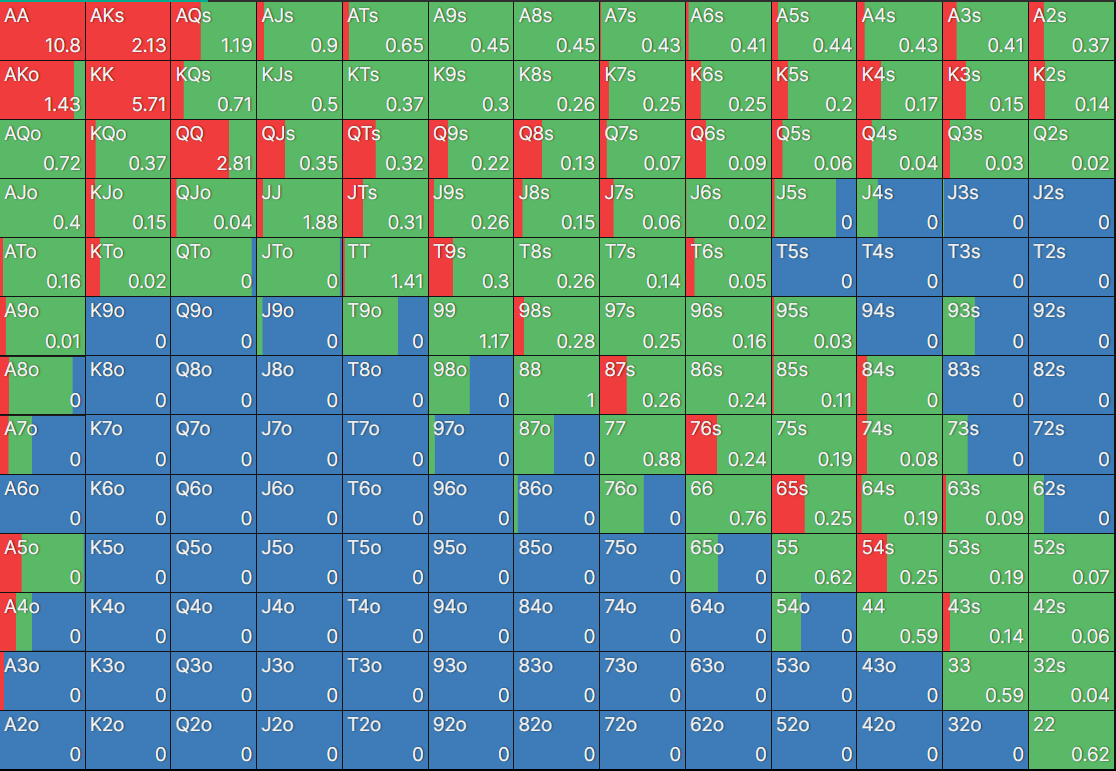 AA AKs AQs AJs ATs A9s A8s A7s A6s A5s A4s A3s A2s
10.8 2.13 1.19 0.9 0.65 0.45 0.45 0.43 0.41 0.44 0.43 0.41 0.37
AKo KK KQs KJs KTs K9s K8s K7s K6s K5s K4s K3s K2s
1.43 5.71 0.71 0.5 0.37 0.3 0.26 0.25 0.25 0.2 0.17 0.15 0.14
AQo KQo QQ QJs QTs Q9s Q8s Q7s Q6s Q5s Q4s Q3s Q2s
0.72 0.37 2.81 0.35 0.32 0.22 0.13 0.07 0.09 0.06 0.04 0.03 0.02
AJo KJo QJo JJ JTs J9s J8s J7s J6s J5s J4s J3s J2s
0.4 0.15 0.04 1.88 0.31 0.26 0.15 0.06 0.02 0 0 0 0
ATo KTo QTo JTo TT T9s T8s T7s T6s T5s T4s T3s T2s
0.16 0.02 0 0 1.41 0.3 0.26 0.14 0.05 0 0 0 0
A9o K9o Q9o J9o T9o 99 98s 97s 96s 95s 94s 93s 92s
0.01 0 0 0 0 1.17 0.28 0.25 0.16 0.03 0 0 0
A8o K8o Q8o J8o T8o 98o 88 87s 86s 85s 84s 83s 82s
0 0 0 0 0 0 1 0.26 0.24 0.11 0 0 0
A7o K7o Q7o J7o T7o 97o 87o 77 76s 75s 74s 73s 72s
0 0 0 0 0 0 0 0.88 0.24 0.19 0.08 0 0
A6o K6o Q6o J6o T6o 96o 86o 76o 66 65s 64s 63s 62s
0 0 0 0 0 0 0 0 0.76 0.25 0.19 0.09 0
A5o K5o Q5o J5o T5o 95o 85o 75o 65o 55 54s 53s 52s
0 0 0 0 0 0 0 0 0 0.62 0.25 0.19 0.07
A4o K4o Q4o J4o T4o 94o 84o 74o 64o 54o 44 43s 42s
0 0 0 0 0 0 0 0 0 0 0.59 0.14 0.06
A3o K3o Q3o J3o T3o 93o 83o 73o 63o 53o 43o 33 32s
0 0 0 0 0 0 0 0 0 0 0 0.59 0.04
A2o K2o Q2o J2o T2o 92o 82o 72o 62o 52o 42o 32o 22
0 0 0 0 0 0 0 0 0 0 0 0 0.62